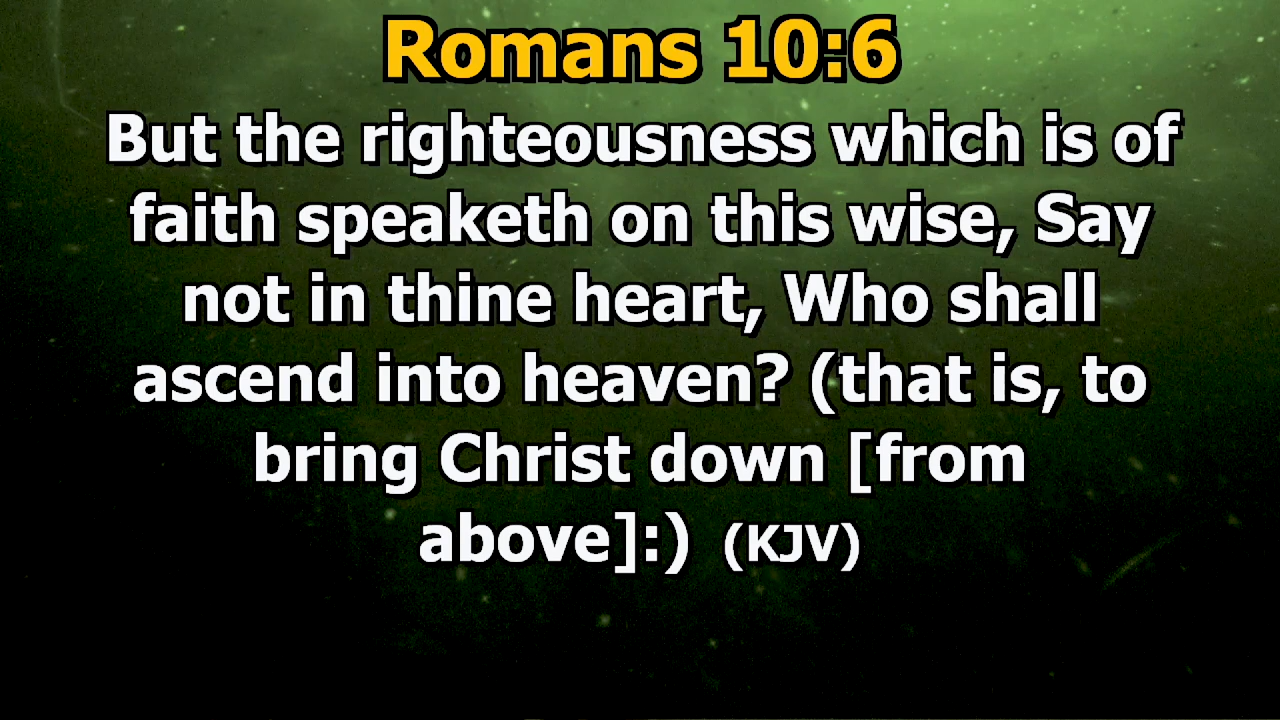 Romans 10:6
But the righteousness which is of
faith speaketh on this wise, Say
not in thine heart, Who shall
ascend into heaven? (that is, to
bring Christ down [from
above]:) (KJV)